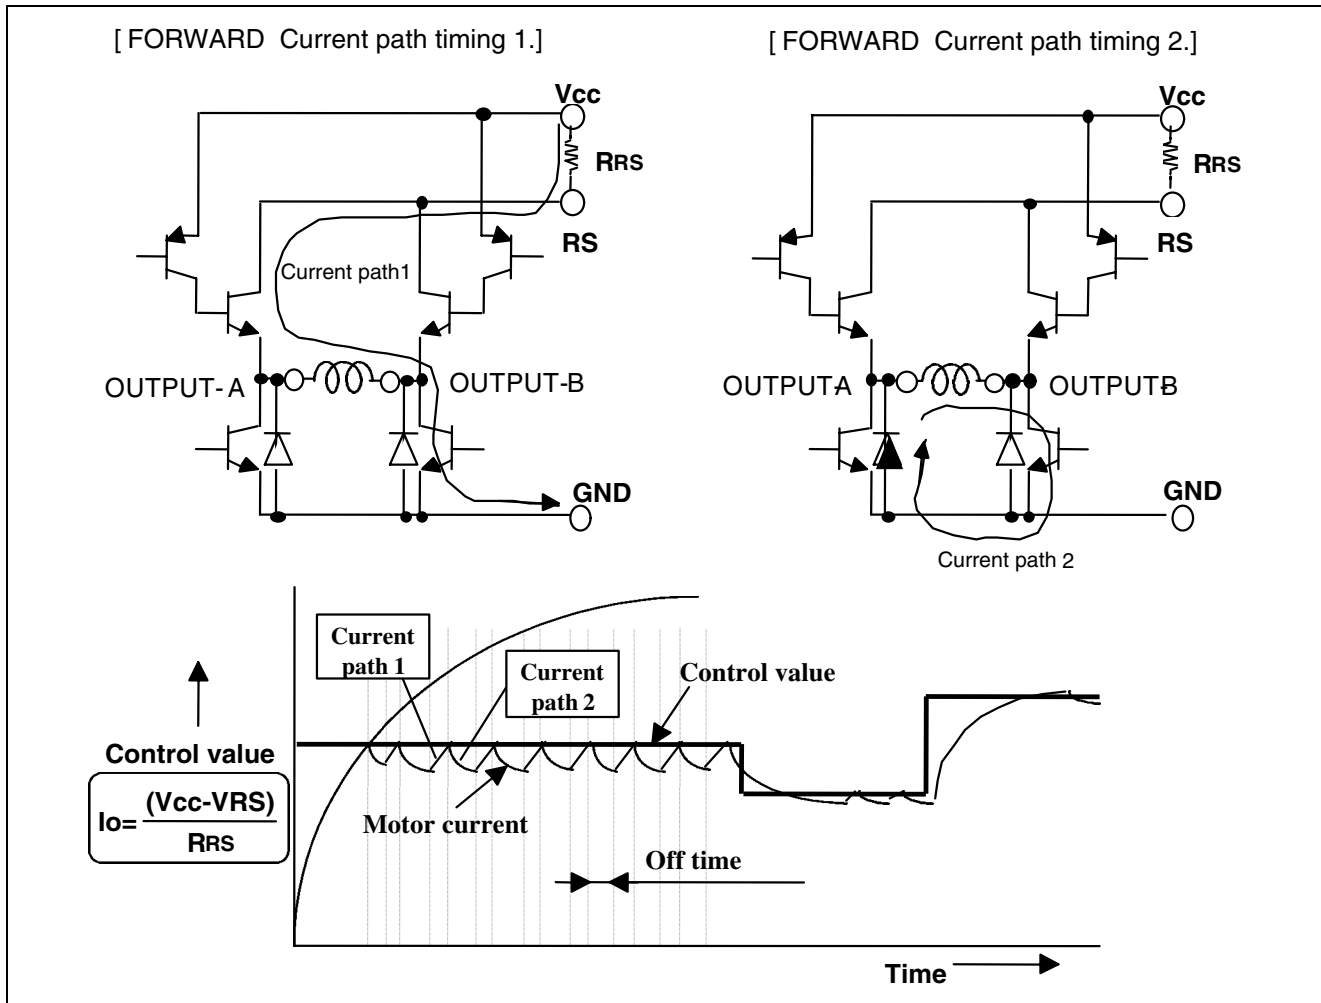 [ FORWARD  Current path timing 1.]
Vcc
RRS
RS
Current path1
OUTPUT- A
OUTPUT-B
GND
[ FORWARD  Current path timing 2.]
Vcc
RRS
RS
OUTPUT-A
OUTPUT-B
GND
Current path 2
Current
path 1
Current
path 2
Control value
Control value
Io= (Vcc-VRS)
RRS
Motor current
Off time
Time